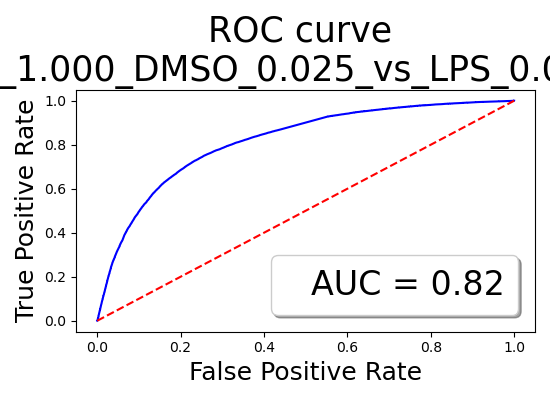 ROC curve
_1.000_DMSO_0.025_vs_LPS_0.0
True Positive Rate
1.0
0.8
0.6
0.4
0.2
0.0
AUC = 0.82
0.0 0.2 0.4 0.6 0.8 1.0
False Positive Rate